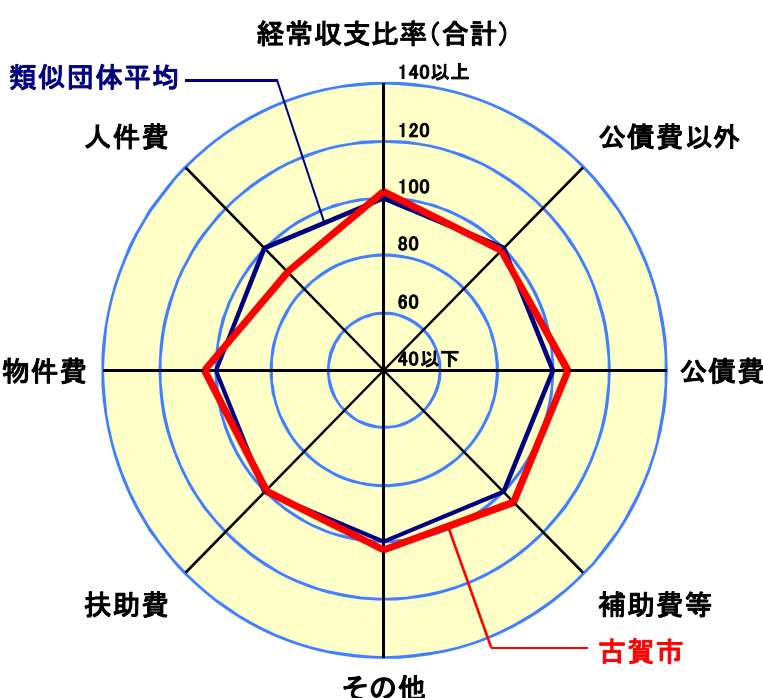 経常収支比率（合計）
類似団体平均
140以上
人件費
120
公債費以外
100
80
60
物件費
40以下
公債費
扶助費
補助費等
古賀市
その他